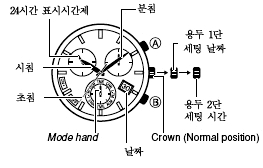 24시간 표시시간계
분침
시침
초침
Mode hand
날짜
Ⓐ
Ⓑ
용두 1단
세팅 날짜
용두 2단
세팅 시간
Crown (Normal position)